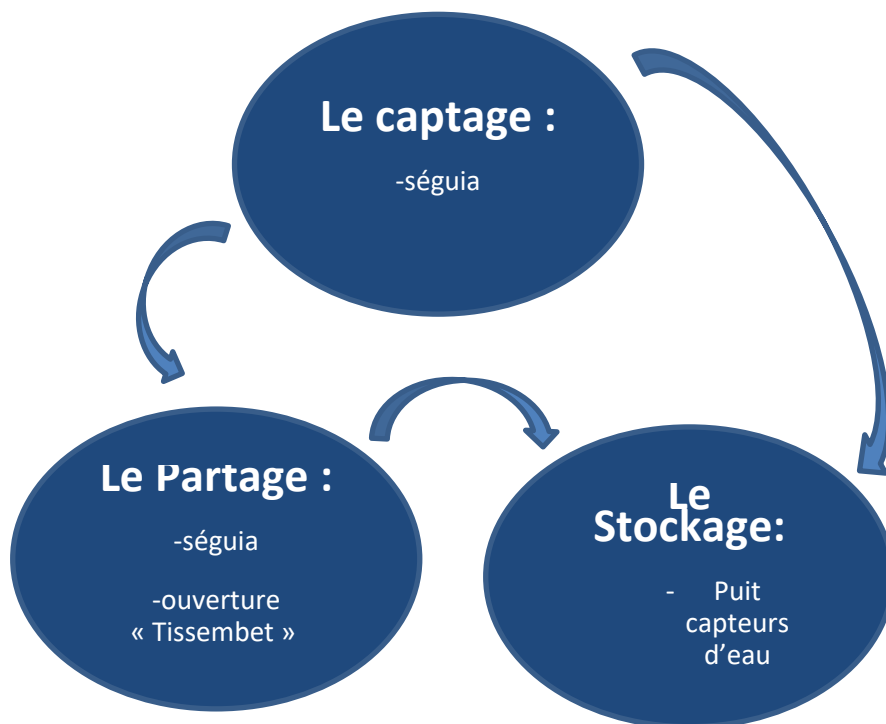 Le captage :
-séguia
Le Partage :
-séguia
-ouverture
« Tissembet »
Le
Stockage:
- Puit
capteurs
d’eau